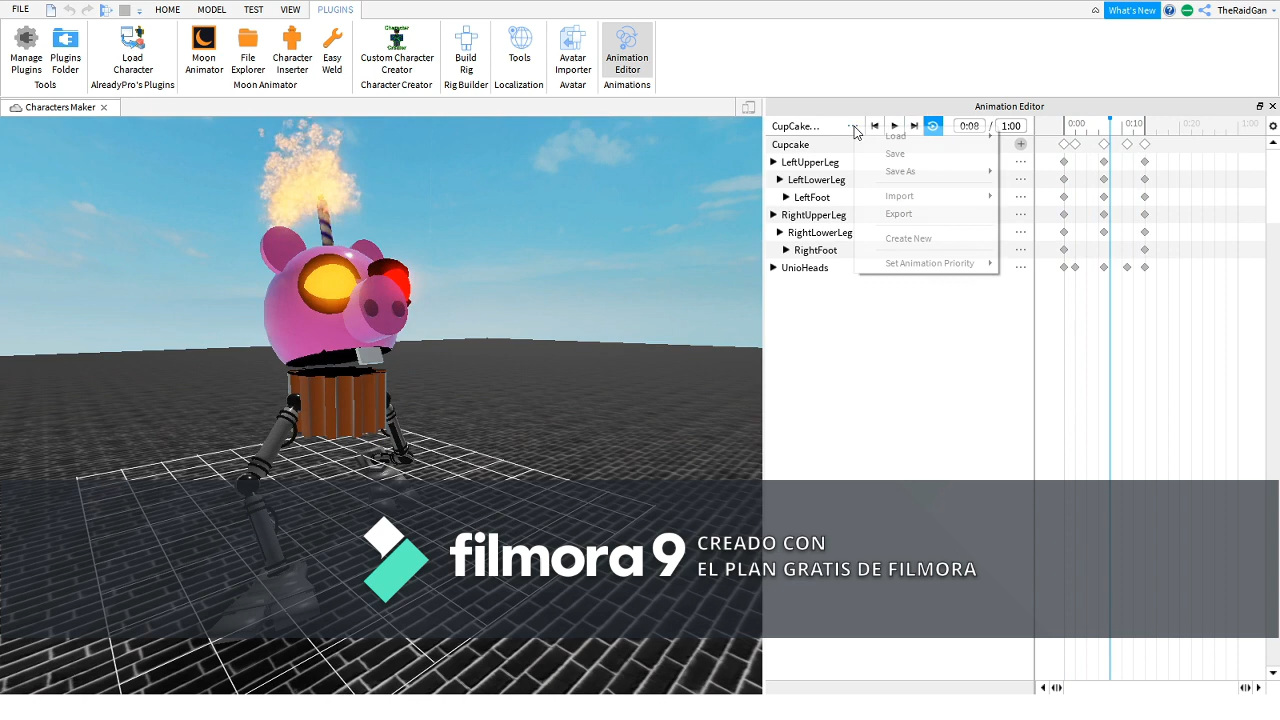 FILE HOME MODEL TEST VIEW PLUGINS What's New TheRaidGan
Manage Plugins
Plugins Folder
Load Character
Moon Animator
File Explorer
Character Inserter
Easy Weld
Character Creator
Custom Character Creator
Build Rig
Tools
Avatar Importer
Animation Editor
Tools AlreadyPro's Plugins Moon Animator Character Creator Rig Builder Localization Avatar Animations
Characters Maker
Animation Editor
CupCake... 0:08 / 1:00 0:00 0:10 0:20 1:00
Cupcake
LeftUpperLeg
LeftLowerLeg
LeftFoot
RightUpperLeg
RightLowerLeg
RightFoot
UnioHeads
Load
Save
Save As
Import
Export
Create New
Set Animation Priority
filmora 9
CREADO CON
EL PLAN GRATIS DE FILMORA